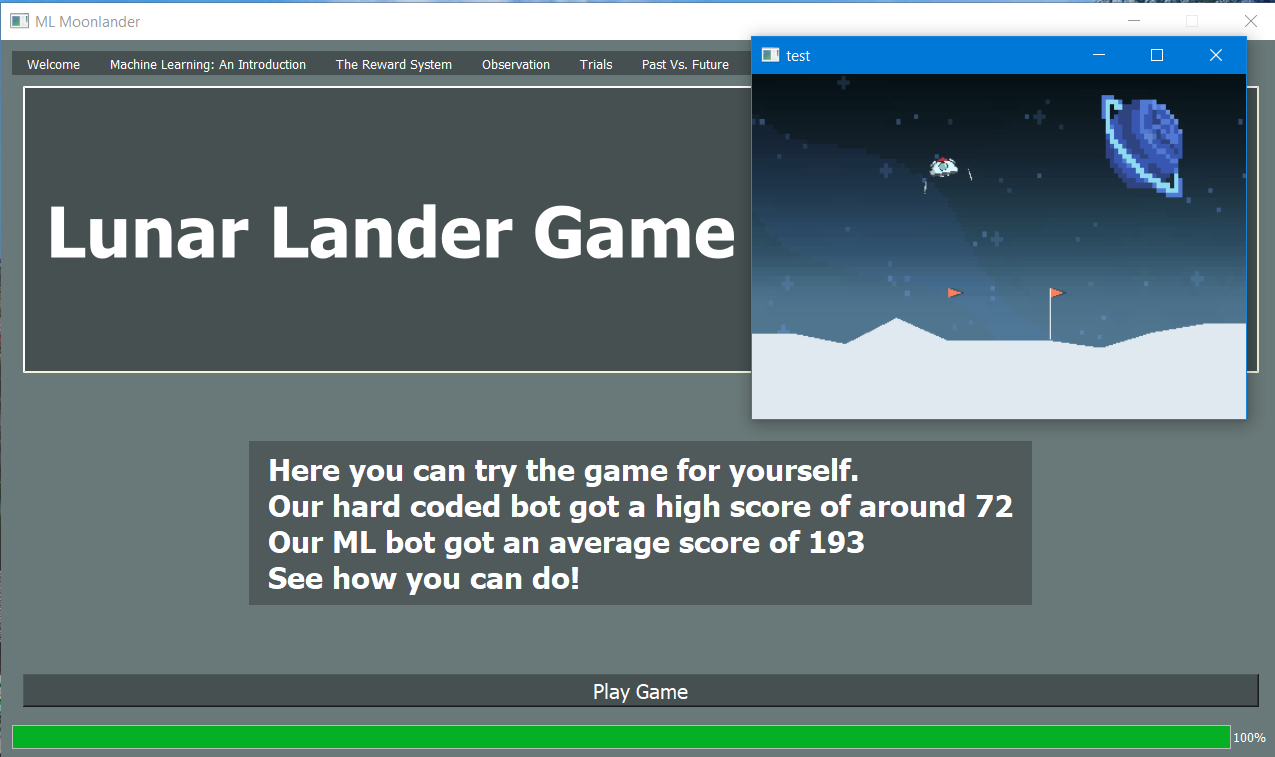 ML Moonlander
test
Welcome Machine Learning: An Introduction The Reward System Observation Trials Past Vs. Future
Lunar Lander Game
Here you can try the game for yourself.
Our hard coded bot got a high score of around 72
Our ML bot got an average score of 193
See how you can do!
Play Game
100%